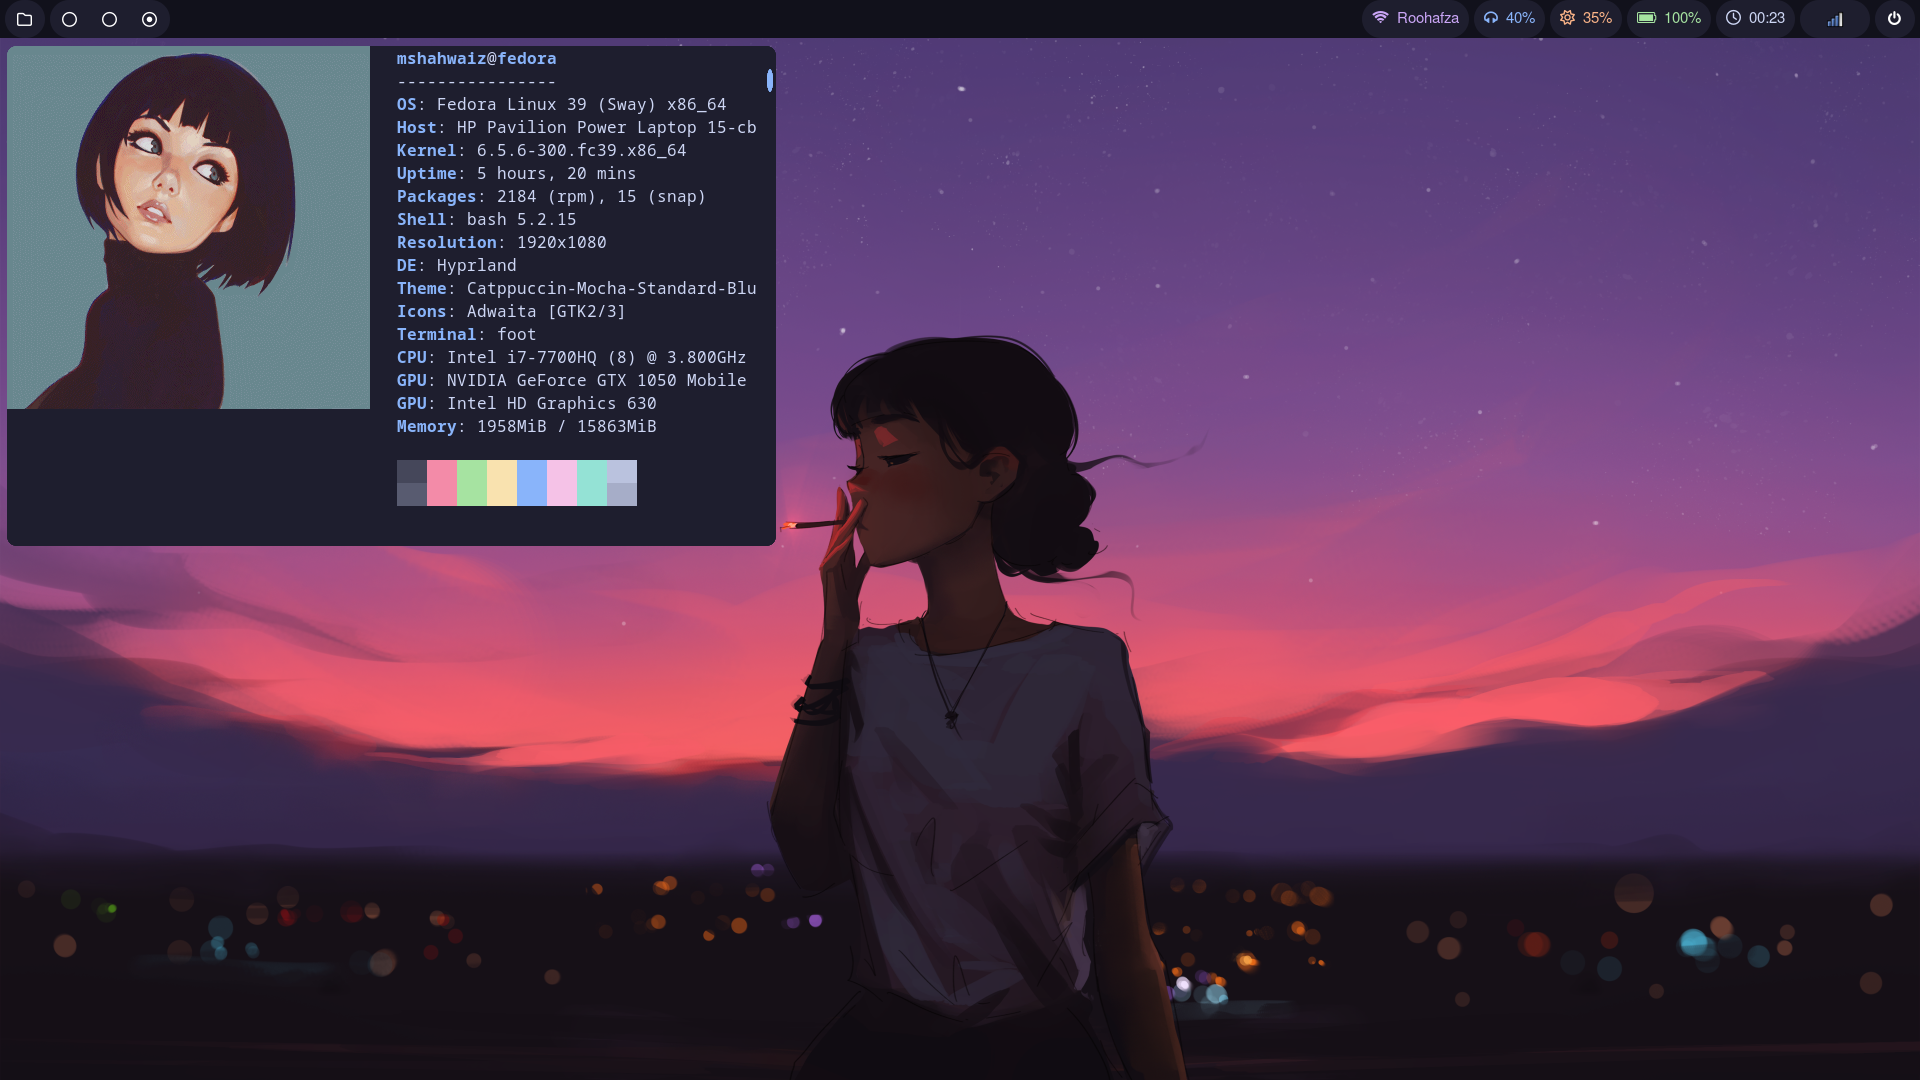 Roohafza 40% 35% 100% 00:23
mshahwaiz@fedora
----------------
OS: Fedora Linux 39 (Sway) x86_64
Host: HP Pavilion Power Laptop 15-cb
Kernel: 6.5.6-300.fc39.x86_64
Uptime: 5 hours, 20 mins
Packages: 2184 (rpm), 15 (snap)
Shell: bash 5.2.15
Resolution: 1920x1080
DE: Hyprland
Theme: Catppuccin-Mocha-Standard-Blu
Icons: Adwaita [GTK2/3]
Terminal: foot
CPU: Intel i7-7700HQ (8) @ 3.800GHz
GPU: NVIDIA GeForce GTX 1050 Mobile
GPU: Intel HD Graphics 630
Memory: 1958MiB / 15863MiB